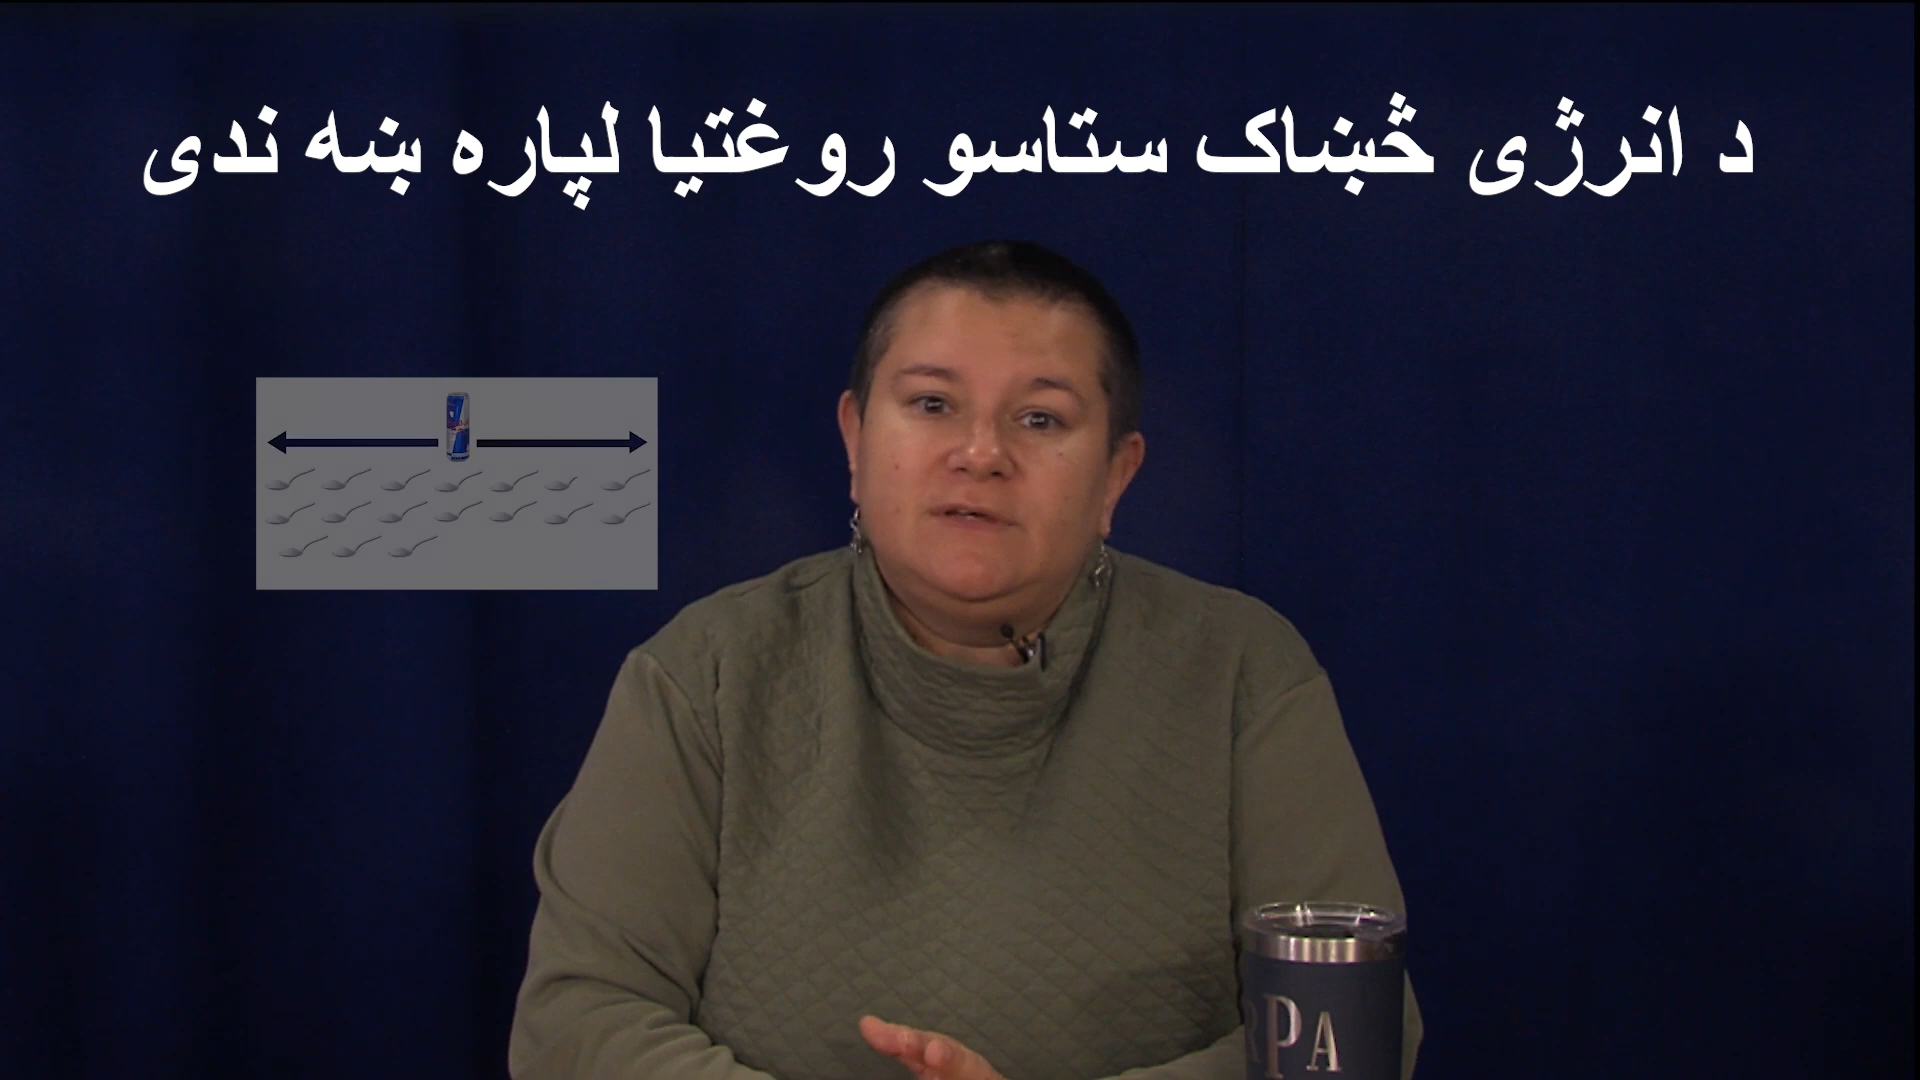 د انرژی څښاک ستاسو روغتیا لپاره ښه ندی
RPA